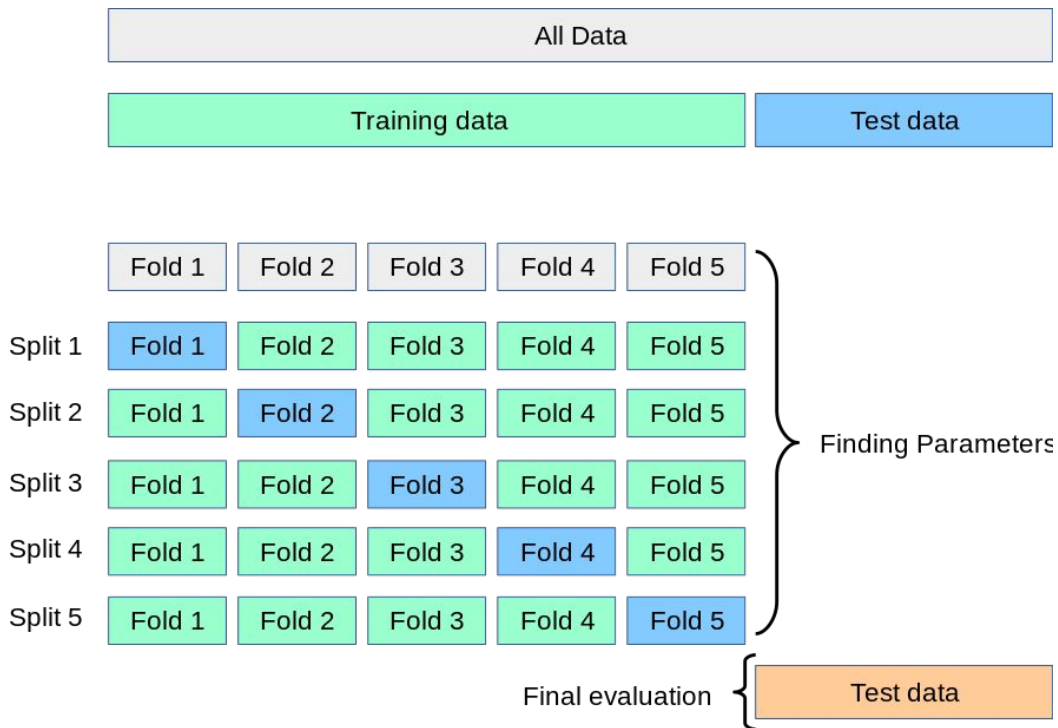 All Data
Training data Test data
Fold 1 Fold 2 Fold 3 Fold 4 Fold 5
Split 1 Fold 1 Fold 2 Fold 3 Fold 4 Fold 5
Split 2 Fold 1 Fold 2 Fold 3 Fold 4 Fold 5
Finding Parameters
Split 3 Fold 1 Fold 2 Fold 3 Fold 4 Fold 5
Split 4 Fold 1 Fold 2 Fold 3 Fold 4 Fold 5
Split 5 Fold 1 Fold 2 Fold 3 Fold 4 Fold 5
Final evaluation Test data